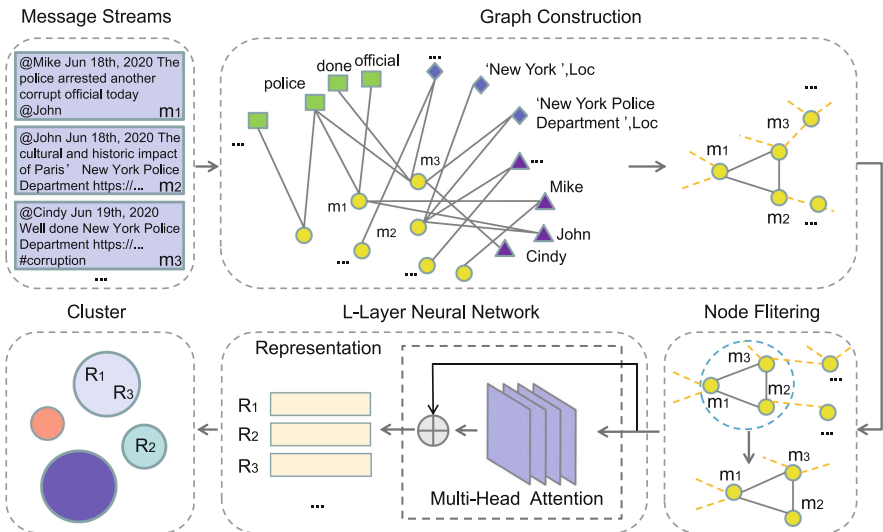 Message Streams
@Mike Jun 18th, 2020 The
police arrested another
corrupt official today
@John
m1
@John Jun 18th, 2020 The
cultural and historic impact
of Paris’ New York Police
Department https://...
m2
@Cindy Jun 19th, 2020
Well done New York Police
Department https://...
#corruption
m3
...
Graph Construction
police
done
official
...
‘New York ’,Loc
‘New York Police
Department ’,Loc
...
...
Mike
John
Cindy
m1
m2
m3
...
...
...
m3
m1
m2
...
Cluster
R1
R3
R2
L-Layer Neural Network
Representation
R1
R2
R3
...
Multi-Head Attention
Node Flitering
m3
m1
m2
...
...
m1
m3
m2